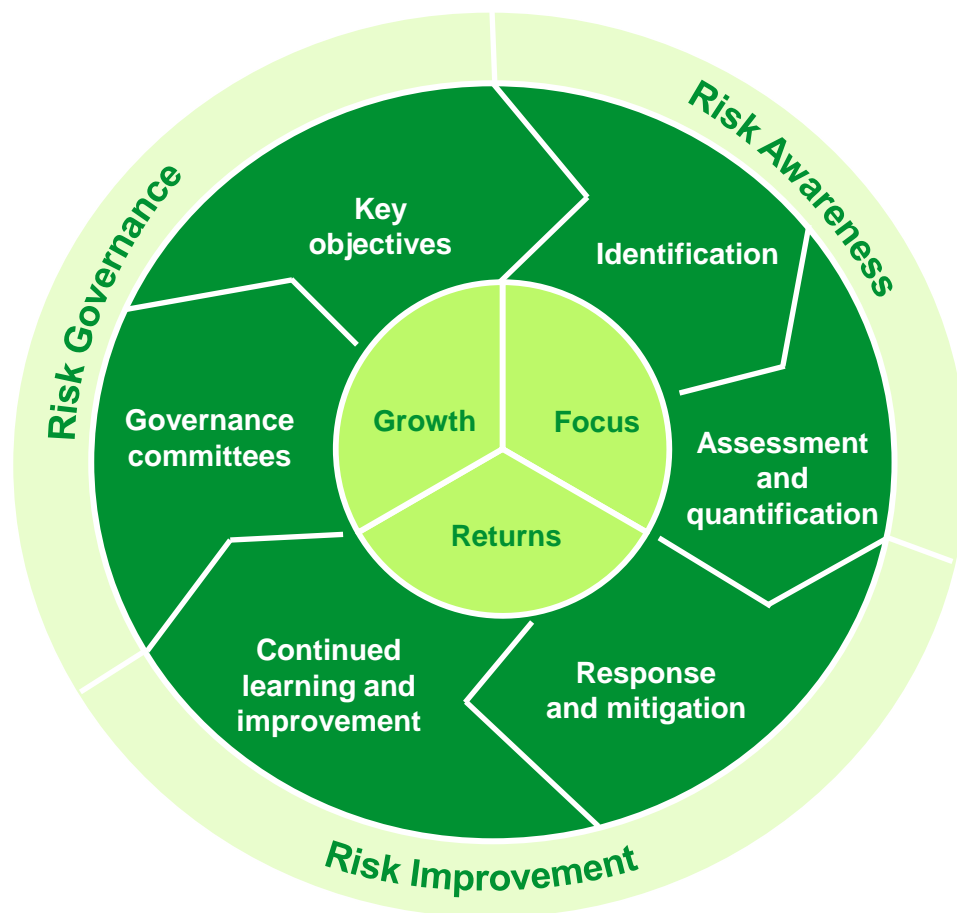 Risk Governance
Risk Awareness
Key
objectives
Identification
Governance
committees
Growth
Focus
Assessment
and
quantification
Returns
Continued
learning and
improvement
Response
and mitigation
Risk Improvement